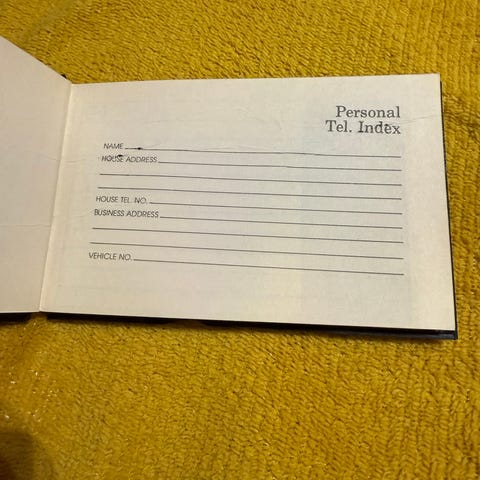 Personal
Tel. Index
NAME
HOUSE ADDRESS
HOUSE TEL. NO.
BUSINESS ADDRESS
VEHICLE NO.